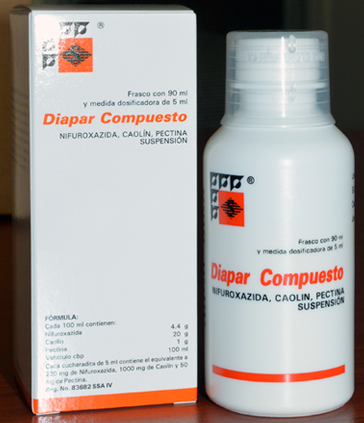 ®
Frasco con 90 ml
y medida dosificadora de 5 ml
Diapar Compuesto
NIFUROXAZIDA, CAOLÍN, PECTINA
SUSPENSIÓN
FÓRMULA:
Cada 100 ml contienen:
Nifuroxazida 4.4 g
Caolín 20 g
Pectina 1 g
Vehículo cbp 100 ml
Cada cucharadita de 5 ml contiene el equivalente a
220 mg de Nifuroxazida, 1000 mg de Caolín y 50
mg de Pectina.
Reg. No. 83682 SSA IV
®
Frasco con 90 ml
y medida dosificadora de 5 ml
Diapar Compuesto
NIFUROXAZIDA, CAOLIN, PECTINA
SUSPENSIÓN